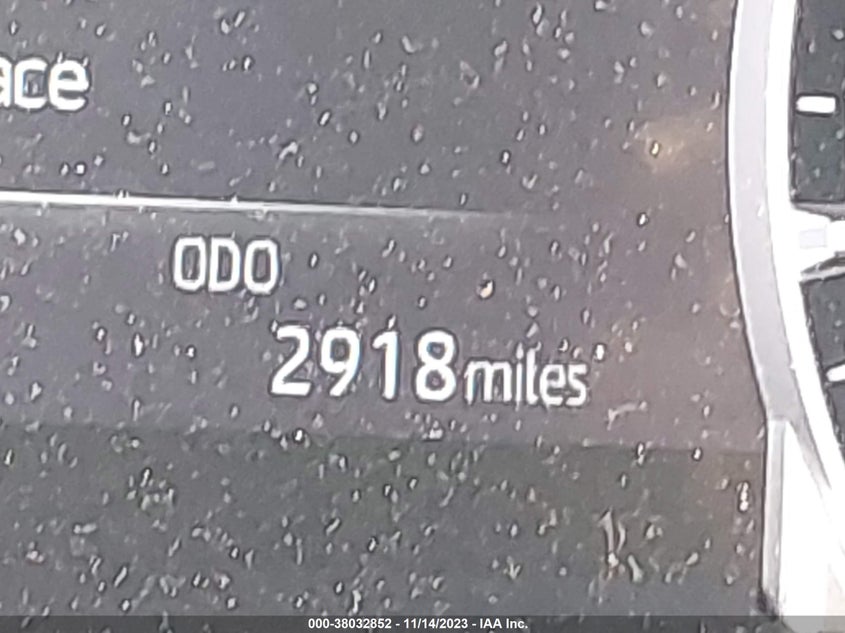 ace
ODO
2918 miles
000-38032852 - 11/14/2023 - IAA Inc.